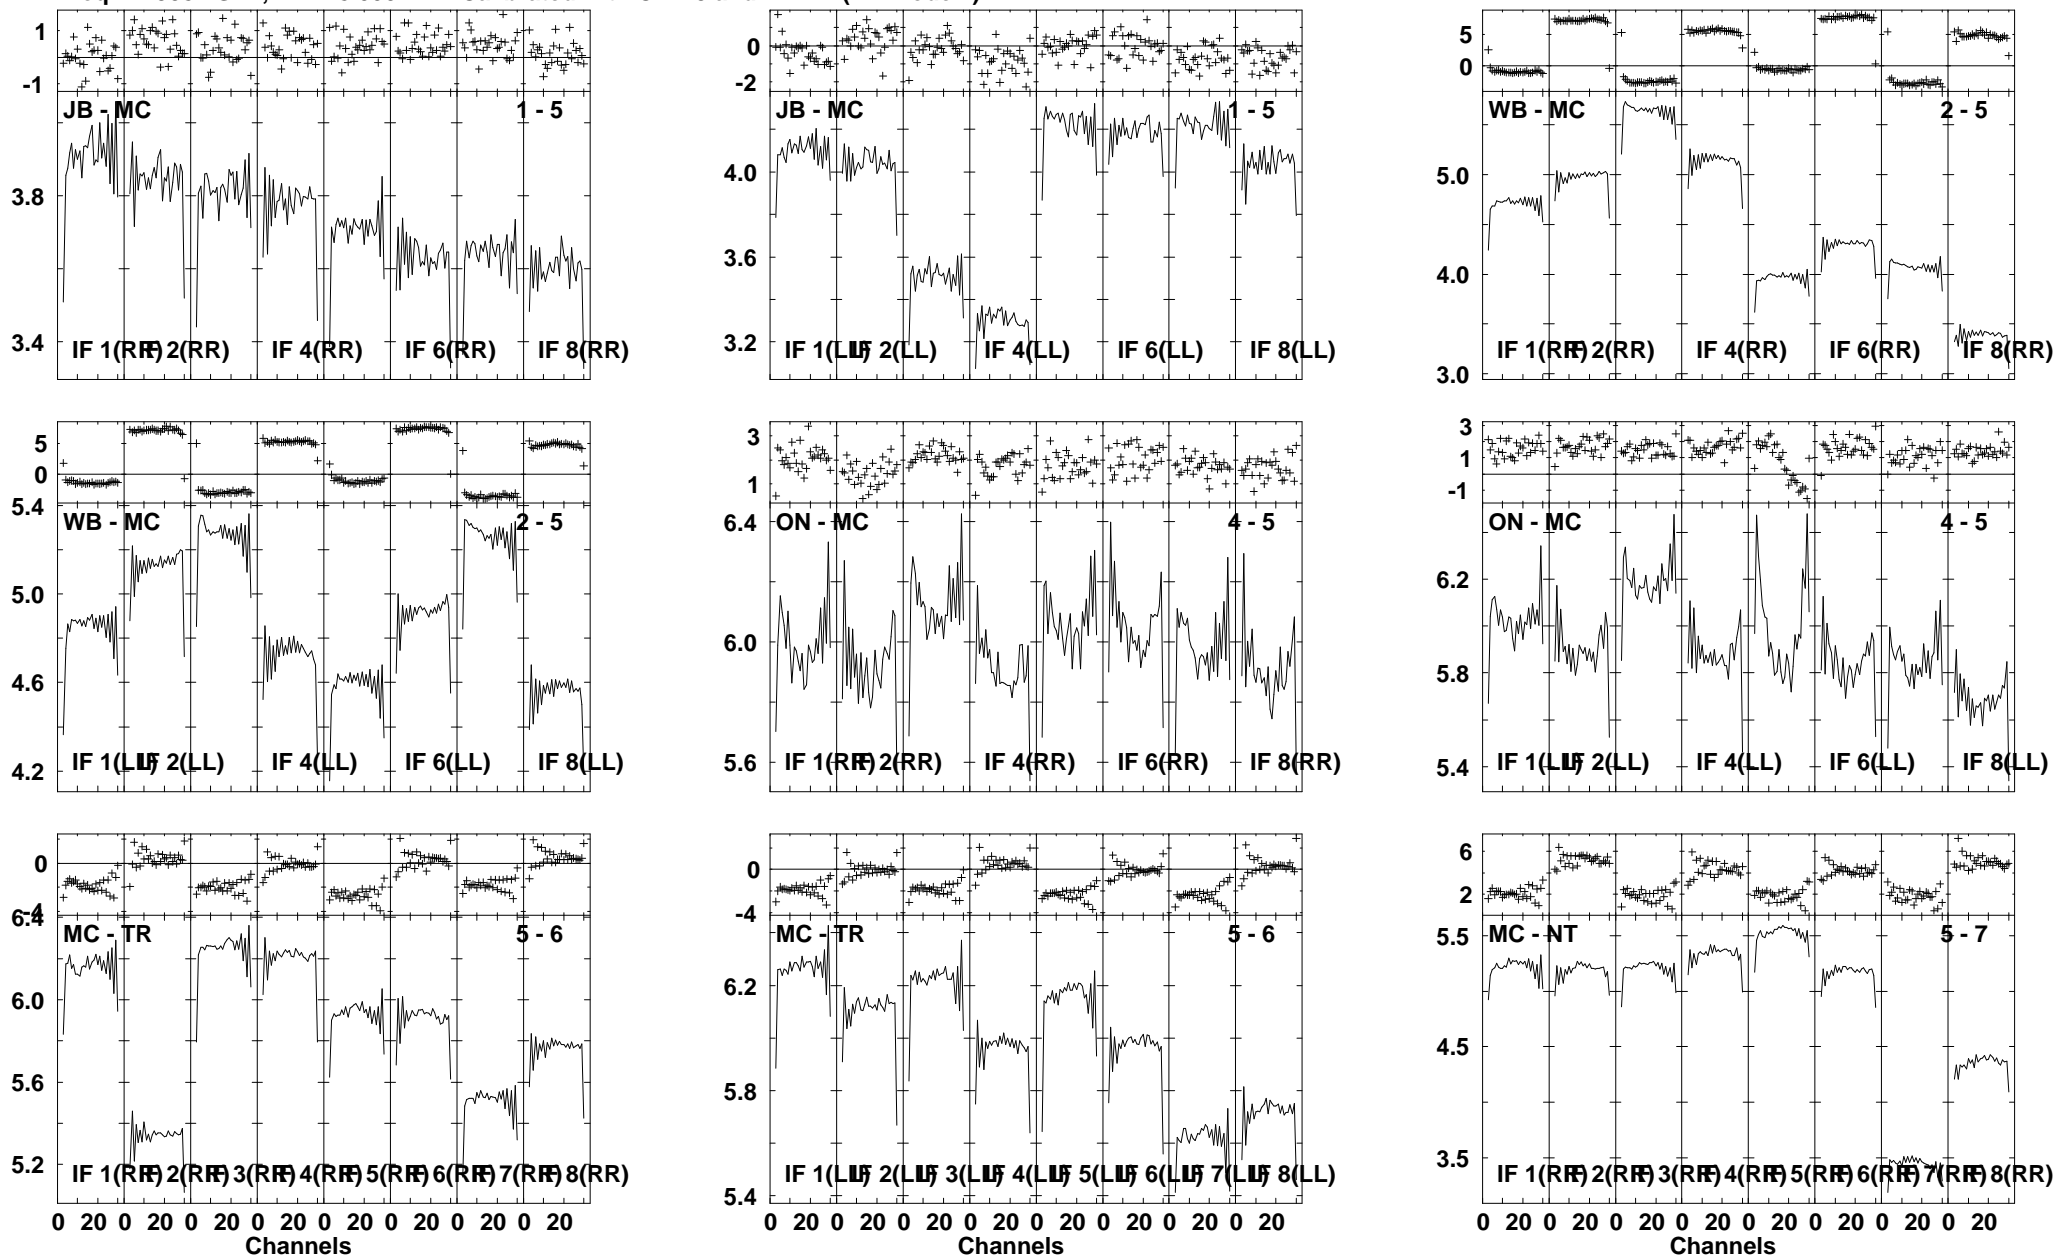 1
-1
JB - MC
1 - 5
3.8
3.4
IF 1(RR)
IF 2(RR)
IF 4(RR)
IF 6(RR)
IF 8(RR)
0
-2
JB - MC
1 - 5
4.0
3.6
3.2
IF 1(LL)
IF 2(LL)
IF 4(LL)
IF 6(LL)
IF 8(LL)
5
0
WB - MC
2 - 5
5.0
4.0
3.0
IF 1(RR)
IF 2(RR)
IF 4(RR)
IF 6(RR)
IF 8(RR)
5
0
5.4
WB - MC
2 - 5
5.0
4.6
4.2
IF 1(LL)
IF 2(LL)
IF 4(LL)
IF 6(LL)
IF 8(LL)
3
1
6.4
ON - MC
4 - 5
6.0
5.6
IF 1(RR)
IF 2(RR)
IF 4(RR)
IF 6(RR)
IF 8(RR)
3
1
-1
ON - MC
4 - 5
6.2
5.8
5.4
IF 1(LL)
IF 2(LL)
IF 4(LL)
IF 6(LL)
IF 8(LL)
0
-4
6.4
MC - TR
5 - 6
6.0
5.6
5.2
IF 1(RR)
IF 2(RR)
IF 3(RR)
IF 4(RR)
IF 5(RR)
IF 6(RR)
IF 7(RR)
IF 8(RR)
0 20 0 20 0 20 0 20 0 20 0 20 0 20 0 20
Channels
0
-4
MC - TR
5 - 6
6.2
5.8
5.4
IF 1(LL)
IF 2(LL)
IF 3(LL)
IF 4(LL)
IF 5(LL)
IF 6(LL)
IF 7(LL)
IF 8(LL)
0 20 0 20 0 20 0 20 0 20 0 20 0 20 0 20
Channels
6
2
MC - NT
5 - 7
5.5
4.5
3.5
IF 1(RR)
IF 2(RR)
IF 3(RR)
IF 4(RR)
IF 5(RR)
IF 6(RR)
IF 7(RR)
IF 8(RR)
0 20 0 20 0 20 0 20 0 20 0 20 0 20 0 20
Channels